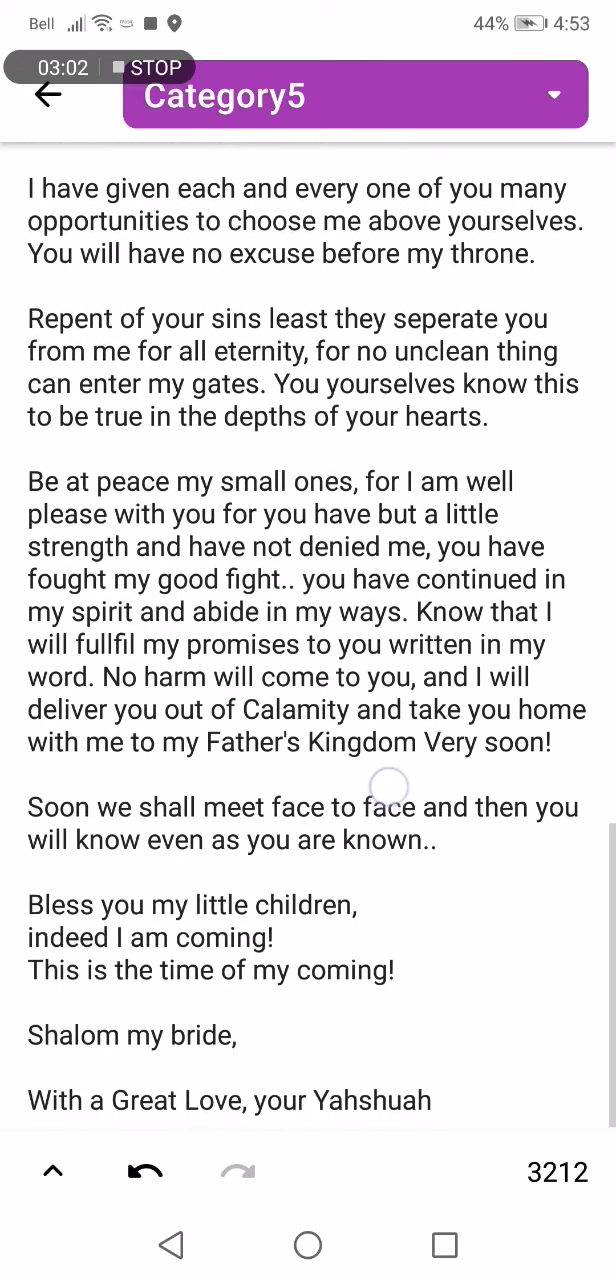 Bell
44% 4:53
03:02 STOP
Category5
I have given each and every one of you many
opportunities to choose me above yourselves.
You will have no excuse before my throne.
Repent of your sins least they seperate you
from me for all eternity, for no unclean thing
can enter my gates. You yourselves know this
to be true in the depths of your hearts.
Be at peace my small ones, for I am well
please with you for you have but a little
strength and have not denied me, you have
fought my good fight.. you have continued in
my spirit and abide in my ways. Know that I
will fullfil my promises to you written in my
word. No harm will come to you, and I will
deliver you out of Calamity and take you home
with me to my Father's Kingdom Very soon!
Soon we shall meet face to face and then you
will know even as you are known..
Bless you my little children,
indeed I am coming!
This is the time of my coming!
Shalom my bride,
With a Great Love, your Yahshuah
3212